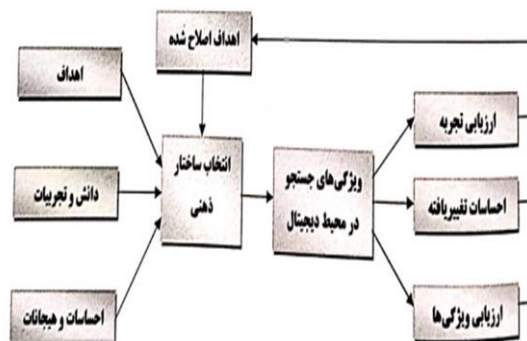 اهداف اصلاح شده
اهداف
ارزیابی تجربه
انتخاب ساختار
ذهنی
ویژگی‌های جستجو
در محیط دیجیتال
دانش و تجربیات
احساسات تغییریافته
احساسات و هیجانات
ارزیابی ویژگی‌ها